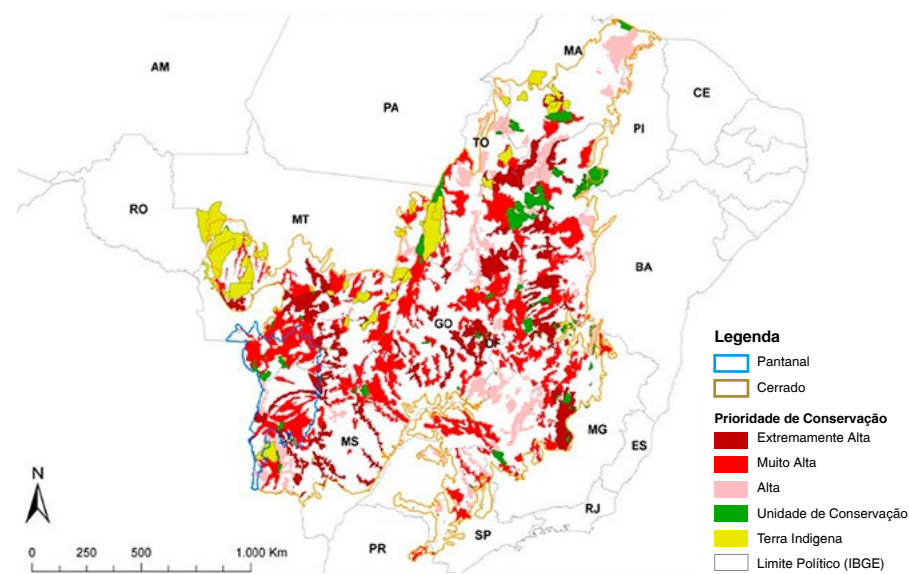 MA
AM
CE
PA
PI
TO
RO
MT
BA
GO
DF
MG
ES
MS
RJ
SP
PR
N
0 250 500 1.000 Km
Legenda
Pantanal
Cerrado
Prioridade de Conservação
Extremamente Alta
Muito Alta
Alta
Unidade de Conservação
Terra Indigena
Limite Político (IBGE)